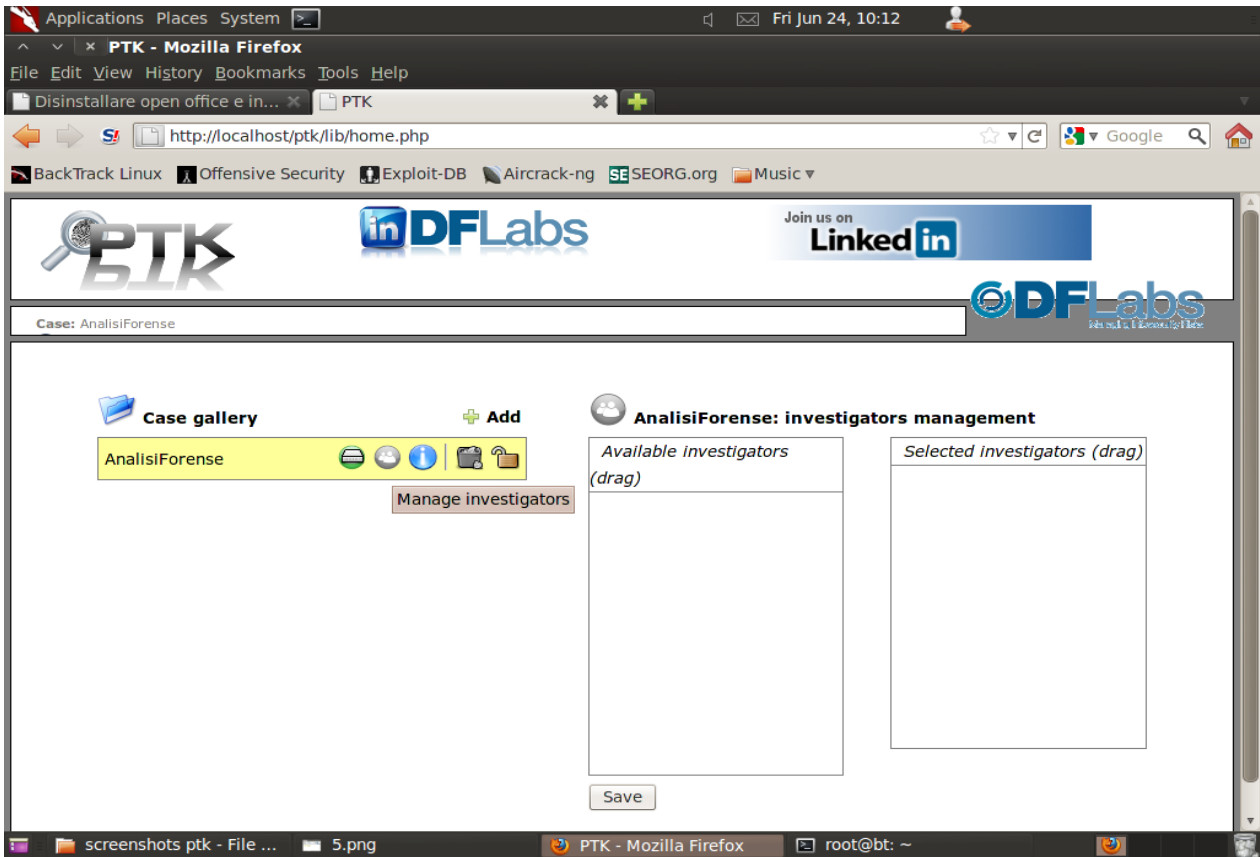 Applications Places System Fri Jun 24, 10:12
PTK - Mozilla Firefox
File Edit View History Bookmarks Tools Help
Disinstallare open office e in... PTK
http://localhost/ptk/lib/home.php Google
BackTrack Linux Offensive Security Exploit-DB Aircrack-ng SE SEORG.org Music
PTK
in DFLabs
Join us on
Linked in
DFLabs
Case: AnalisiForense
Case gallery Add
AnalisiForense
Manage investigators
AnalisiForense: investigators management
Available investigators
(drag)
Selected investigators (drag)
Save
screenshots ptk - File ... 5.png PTK - Mozilla Firefox root@bt: ~